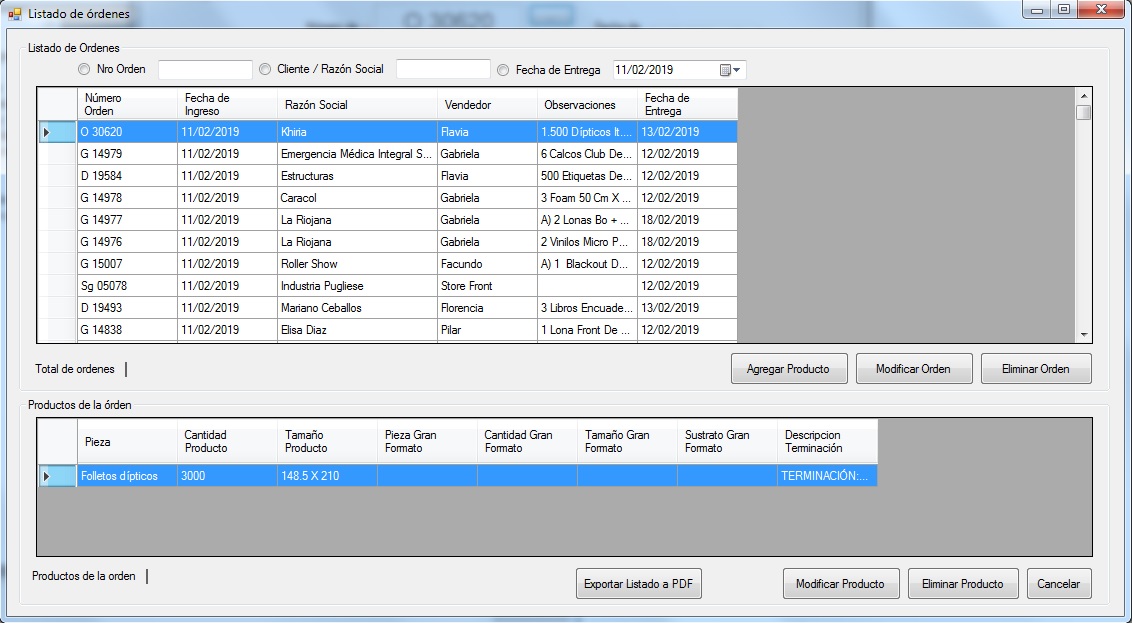 Listado de órdenes
Listado de Ordenes
Nro Orden Cliente / Razón Social Fecha de Entrega 11/02/2019
Número Orden Fecha de Ingreso Razón Social Vendedor Observaciones Fecha de Entrega
O 30620 11/02/2019 Khiria Flavia 1.500 Dípticos It.... 13/02/2019
G 14979 11/02/2019 Emergencia Médica Integral S... Gabriela 6 Calcos Club De... 12/02/2019
D 19584 11/02/2019 Estructuras Flavia 500 Etiquetas De... 12/02/2019
G 14978 11/02/2019 Caracol Gabriela 3 Foam 50 Cm X ... 12/02/2019
G 14977 11/02/2019 La Riojana Gabriela A) 2 Lonas Bo + ... 18/02/2019
G 14976 11/02/2019 La Riojana Gabriela 2 Vinilos Micro P... 18/02/2019
G 15007 11/02/2019 Roller Show Facundo A) 1 Blackout D... 12/02/2019
Sg 05078 11/02/2019 Industria Pugliese Store Front 12/02/2019
D 19493 11/02/2019 Mariano Ceballos Florencia 3 Libros Encuade... 13/02/2019
G 14838 11/02/2019 Elisa Diaz Pilar 1 Lona Front De ... 12/02/2019
Total de ordenes
Agregar Producto Modificar Orden Eliminar Orden
Productos de la órden
Pieza Cantidad Producto Tamaño Producto Pieza Gran Formato Cantidad Gran Formato Tamaño Gran Formato Sustrato Gran Formato Descripcion Terminación
Folletos dípticos 3000 148.5 X 210 TERMINACIÓN:...
Productos de la orden
Exportar Listado a PDF Modificar Producto Eliminar Producto Cancelar